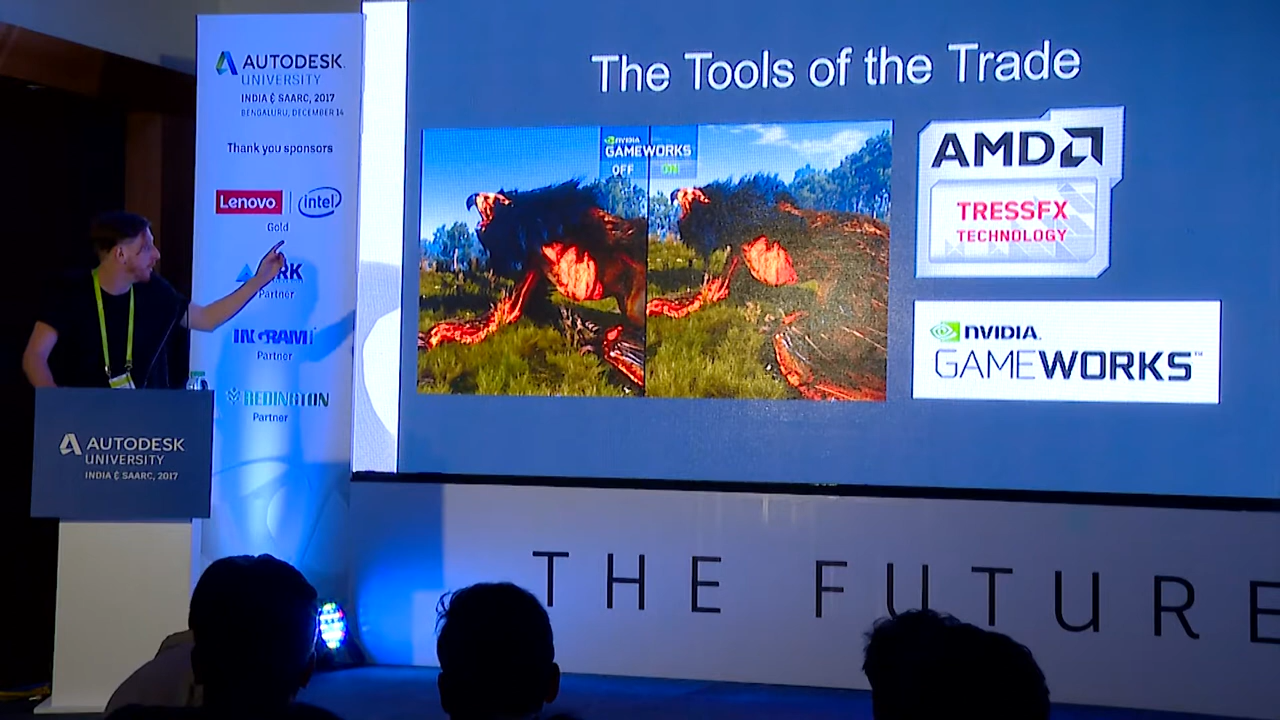 AUTODESK
UNIVERSITY
INDIA & SAARC, 2017
BENGALURU, DECEMBER 14
Thank you sponsors
Lenovo
intel
Gold
Partner
INGRAM
Partner
REDINGTON
Partner
The Tools of the Trade
NVIDIA
GAMEWORKS
OFF
ON
AMD
TRESSFX
TECHNOLOGY
NVIDIA.
GAMEWORKS™
AUTODESK
UNIVERSITY
INDIA & SAARC, 2017
THE FUTURE